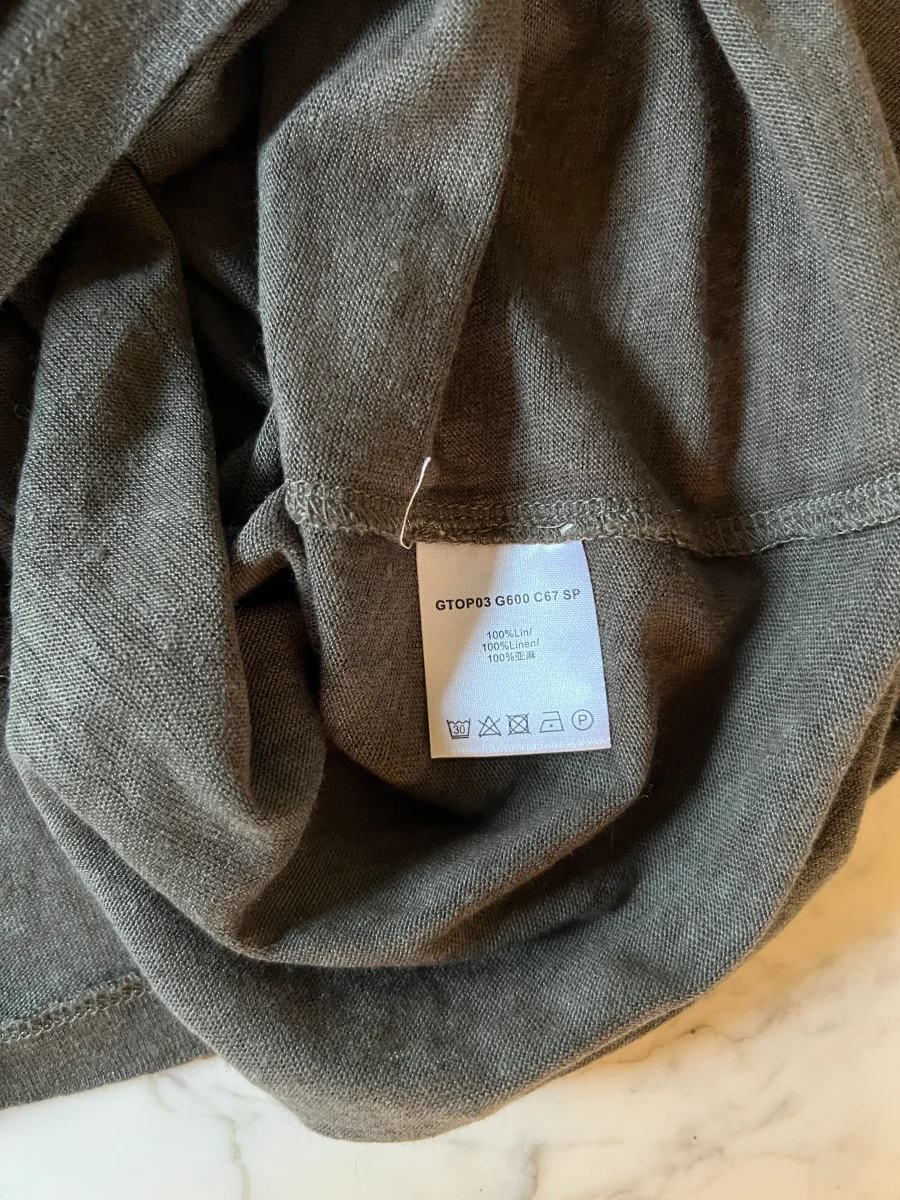 GTOP03 G600 C67 SP
100%Lin/
100%Linen/
100%亚麻
30
P